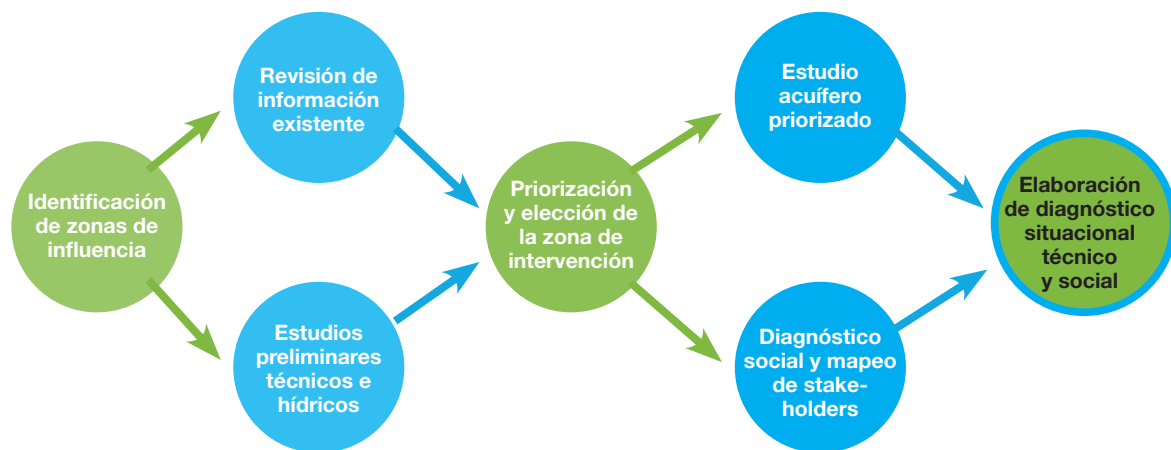 Identificación
de zonas de
influencia
Revisión de
información
existente
Estudios
preliminares
técnicos e
hídricos
Priorización
y elección de
la zona de
intervención
Estudio
acuífero
priorizado
Diagnóstico
social y mapeo
de stake-
holders
Elaboración
de diagnóstico
situacional
técnico
y social